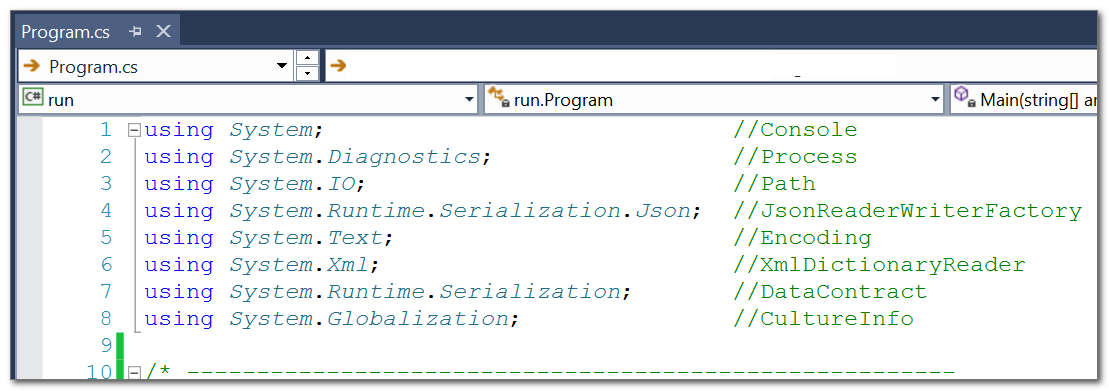 Program.cs
Program.cs
C# run run.Program Main(string[] ar
1 using System; //Console
2 using System.Diagnostics; //Process
3 using System.IO; //Path
4 using System.Runtime.Serialization.Json; //JsonReaderWriterFactory
5 using System.Text; //Encoding
6 using System.Xml; //XmlDictionaryReader
7 using System.Runtime.Serialization; //DataContract
8 using System.Globalization; //CultureInfo
9
10 /* -------------------------------------------------------